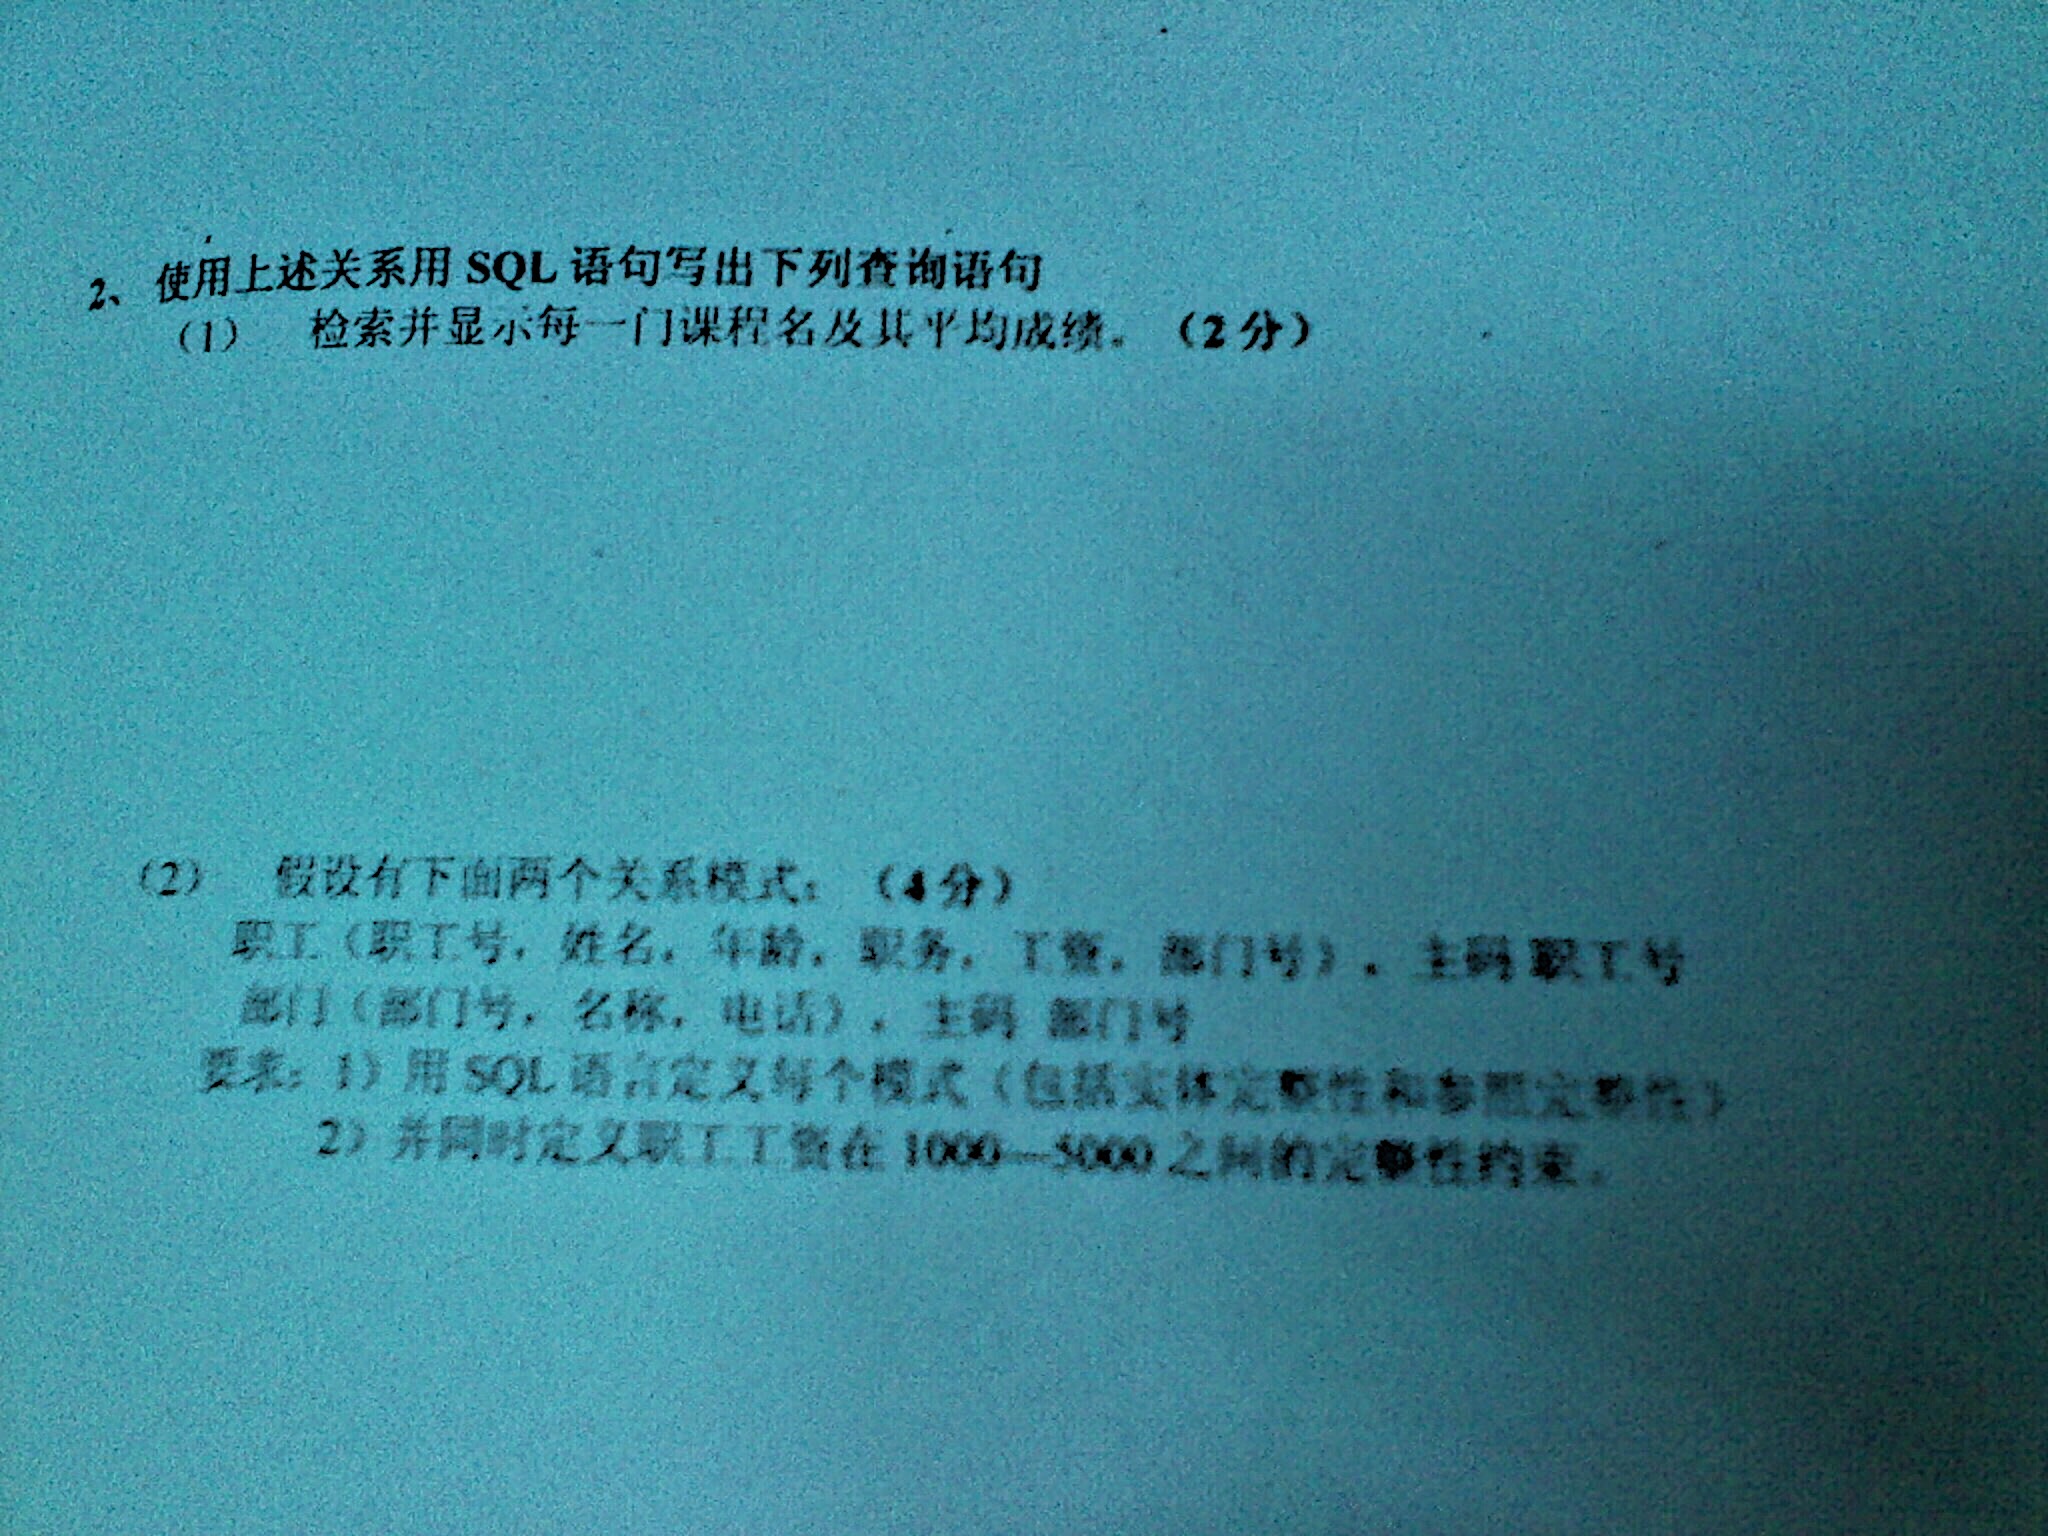 2、使用上述关系用 SQL 语句写出下列查询语句
（1） 检索并显示每一门课程名及其平均成绩。（2 分）
（2） 假设有下面两个关系模式：（4 分）
职工（职工号，姓名，年龄，职务，工资，部门号），主码 职工号
部门（部门号，名称，电话），主码 部门号
要求：1）用 SQL 语言定义每个模式（包括实体完整性和参照完整性）
2）并同时定义职工工资在 1000—5000 之间的完整性约束。